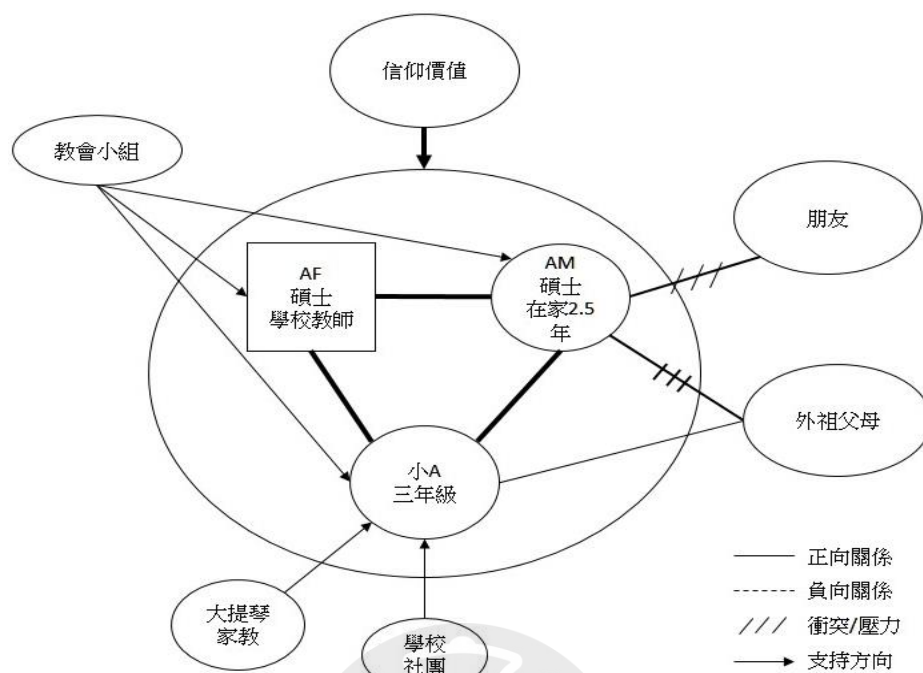 信仰價值
教會小組
朋友
AF
碩士
學校教師
AM
碩士
在家2.5
年
外祖父母
小A
三年級
正向關係
負向關係
衝突/壓力
支持方向
大提琴
家教
學校
社團